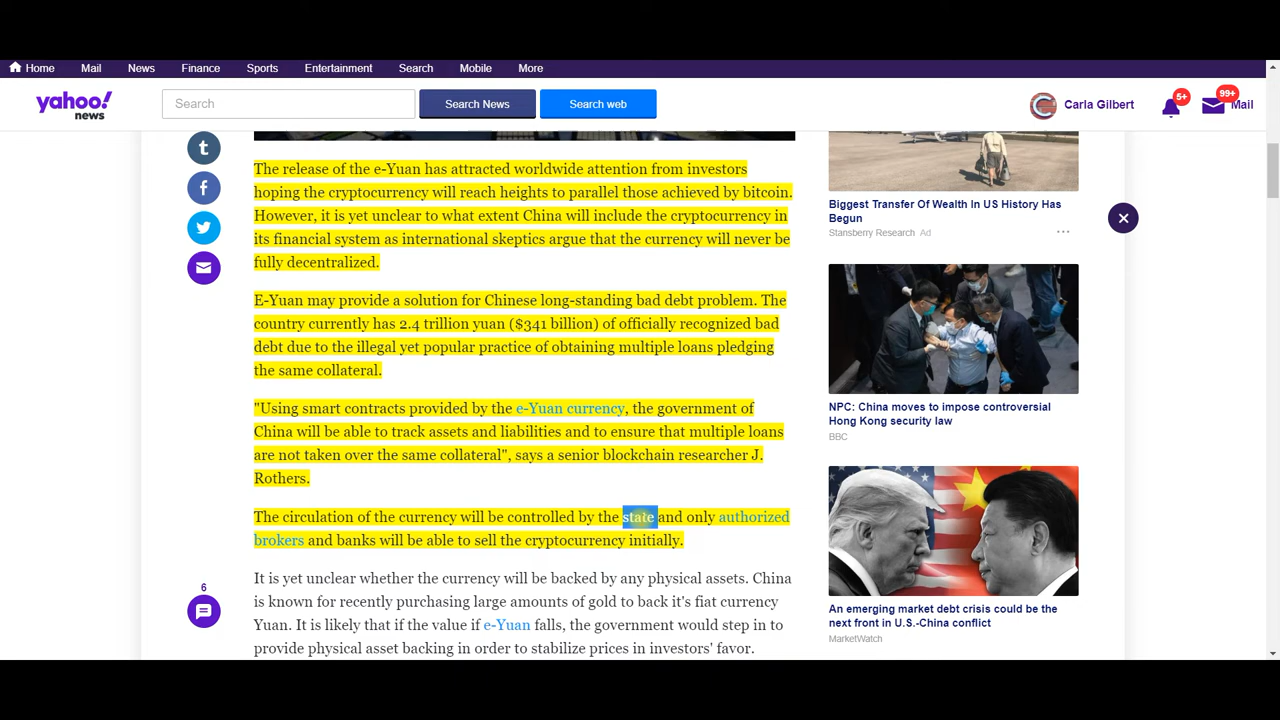 Home Mail News Finance Sports Entertainment Search Mobile More
yahoo!
news
Search
Search News
Search web
Carla Gilbert
5+
99+
Mail
t
f
The release of the e-Yuan has attracted worldwide attention from investors
hoping the cryptocurrency will reach heights to parallel those achieved by bitcoin.
However, it is yet unclear to what extent China will include the cryptocurrency in
its financial system as international skeptics argue that the currency will never be
fully decentralized.
E-Yuan may provide a solution for Chinese long-standing bad debt problem. The
country currently has 2.4 trillion yuan ($341 billion) of officially recognized bad
debt due to the illegal yet popular practice of obtaining multiple loans pledging
the same collateral.
"Using smart contracts provided by the e-Yuan currency, the government of
China will be able to track assets and liabilities and to ensure that multiple loans
are not taken over the same collateral", says a senior blockchain researcher J.
Rothers.
The circulation of the currency will be controlled by the state and only authorized
brokers and banks will be able to sell the cryptocurrency initially.
6
It is yet unclear whether the currency will be backed by any physical assets. China
is known for recently purchasing large amounts of gold to back it's fiat currency
Yuan. It is likely that if the value if e-Yuan falls, the government would step in to
provide physical asset backing in order to stabilize prices in investors' favor.
Biggest Transfer Of Wealth In US History Has
Begun
Stansberry Research Ad
NPC: China moves to impose controversial
Hong Kong security law
BBC
An emerging market debt crisis could be the
next front in U.S.-China conflict
MarketWatch